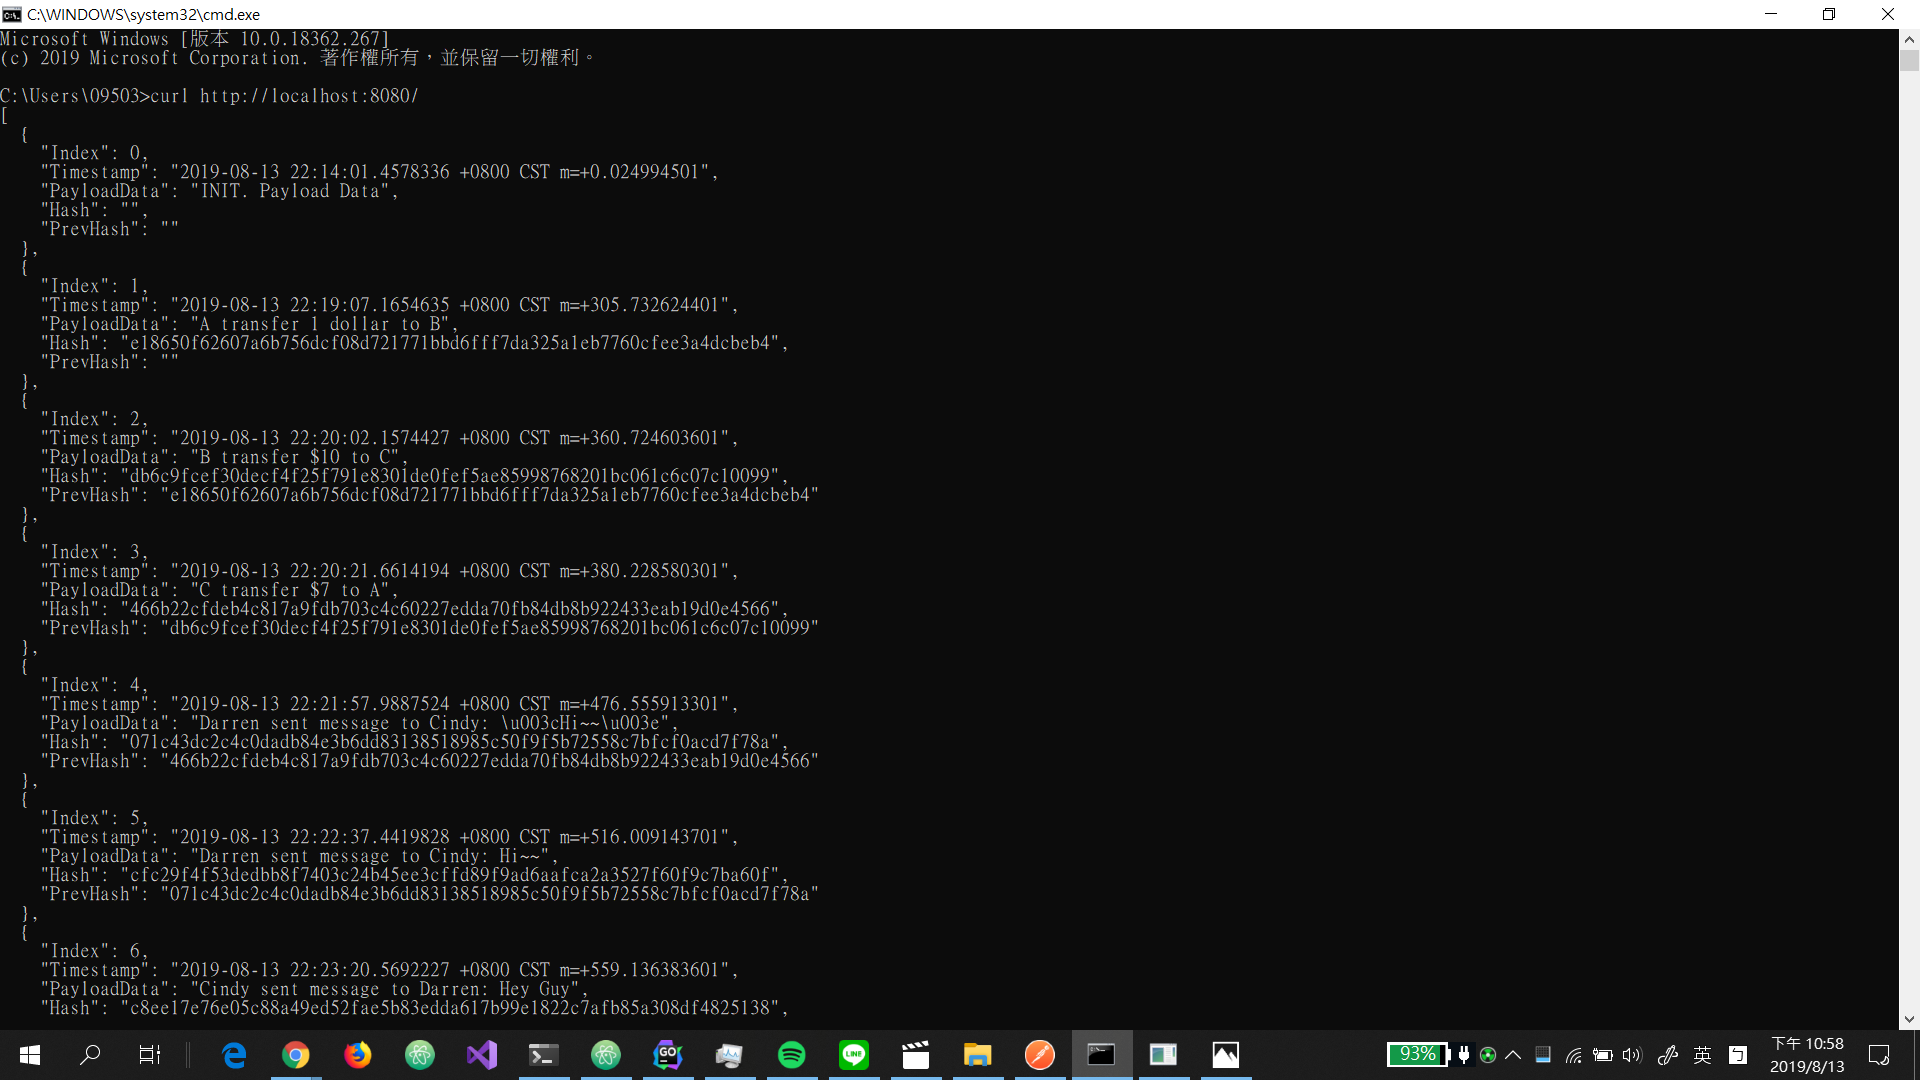 C:\WINDOWS\system32\cmd.exe
Microsoft Windows [版本 10.0.18362.267]
(c) 2019 Microsoft Corporation. 著作權所有，並保留一切權利。
C:\Users\09503>curl http://localhost:8080/
[
  {
    "Index": 0,
    "Timestamp": "2019-08-13 22:14:01.4578336 +0800 CST m=+0.024994501",
    "PayloadData": "INIT. Payload Data",
    "Hash": "",
    "PrevHash": ""
  },
  {
    "Index": 1,
    "Timestamp": "2019-08-13 22:19:07.1654635 +0800 CST m=+305.732624401",
    "PayloadData": "A transfer 1 dollar to B",
    "Hash": "e18650f62607a6b756dcf08d721771bbd6fff7da325a1eb7760cfee3a4dcbeb4",
    "PrevHash": ""
  },
  {
    "Index": 2,
    "Timestamp": "2019-08-13 22:20:02.1574427 +0800 CST m=+360.724603601",
    "PayloadData": "B transfer $10 to C",
    "Hash": "db6c9fcef30decf4f25f791e8301de0fef5ae85998768201bc061c6c07c10099",
    "PrevHash": "e18650f62607a6b756dcf08d721771bbd6fff7da325a1eb7760cfee3a4dcbeb4"
  },
  {
    "Index": 3,
    "Timestamp": "2019-08-13 22:20:21.6614194 +0800 CST m=+380.228580301",
    "PayloadData": "C transfer $7 to A",
    "Hash": "466b22cfdeb4c817a9fdb703c4c60227edda70fb84db8b922433eab19d0e4566",
    "PrevHash": "db6c9fcef30decf4f25f791e8301de0fef5ae85998768201bc061c6c07c10099"
  },
  {
    "Index": 4,
    "Timestamp": "2019-08-13 22:21:57.9887524 +0800 CST m=+476.555913301",
    "PayloadData": "Darren sent message to Cindy: \u003cHi~~\u003e",
    "Hash": "071c43dc2c4c0dadb84e3b6dd83138518985c50f9f5b72558c7bfcf0acd7f78a",
    "PrevHash": "466b22cfdeb4c817a9fdb703c4c60227edda70fb84db8b922433eab19d0e4566"
  },
  {
    "Index": 5,
    "Timestamp": "2019-08-13 22:22:37.4419828 +0800 CST m=+516.009143701",
    "PayloadData": "Darren sent message to Cindy: Hi~~",
    "Hash": "cfc29f4f53dedbb8f7403c24b45ee3cffd89f9ad6aafca2a3527f60f9c7ba60f",
    "PrevHash": "071c43dc2c4c0dadb84e3b6dd83138518985c50f9f5b72558c7bfcf0acd7f78a"
  },
  {
    "Index": 6,
    "Timestamp": "2019-08-13 22:23:20.5692227 +0800 CST m=+559.136383601",
    "PayloadData": "Cindy sent message to Darren: Hey Guy",
    "Hash": "c8ee17e76e05c88a49ed52fae5b83edda617b99e1822c7afb85a308df4825138",
GO
LINE
93%
英
下午 10:58
2019/8/13